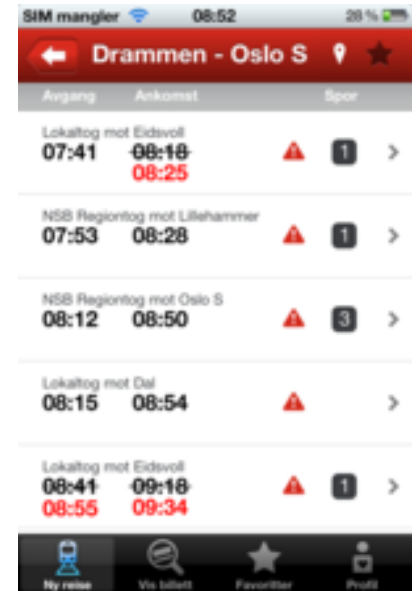 SIM mangler 08:52 28 %
Drammen - Oslo S
Avgang Ankomst Spor
Lokaltog mot Eidsvoll
07:41 08:18 1
08:25
NSB Regiontog mot Lillehammer
07:53 08:28 1
NSB Regiontog mot Oslo S
08:12 08:50 3
Lokaltog mot Dal
08:15 08:54
Lokaltog mot Eidsvoll
08:41 09:18 1
08:55 09:34
Ny reise Vis billett Favoritter Profil